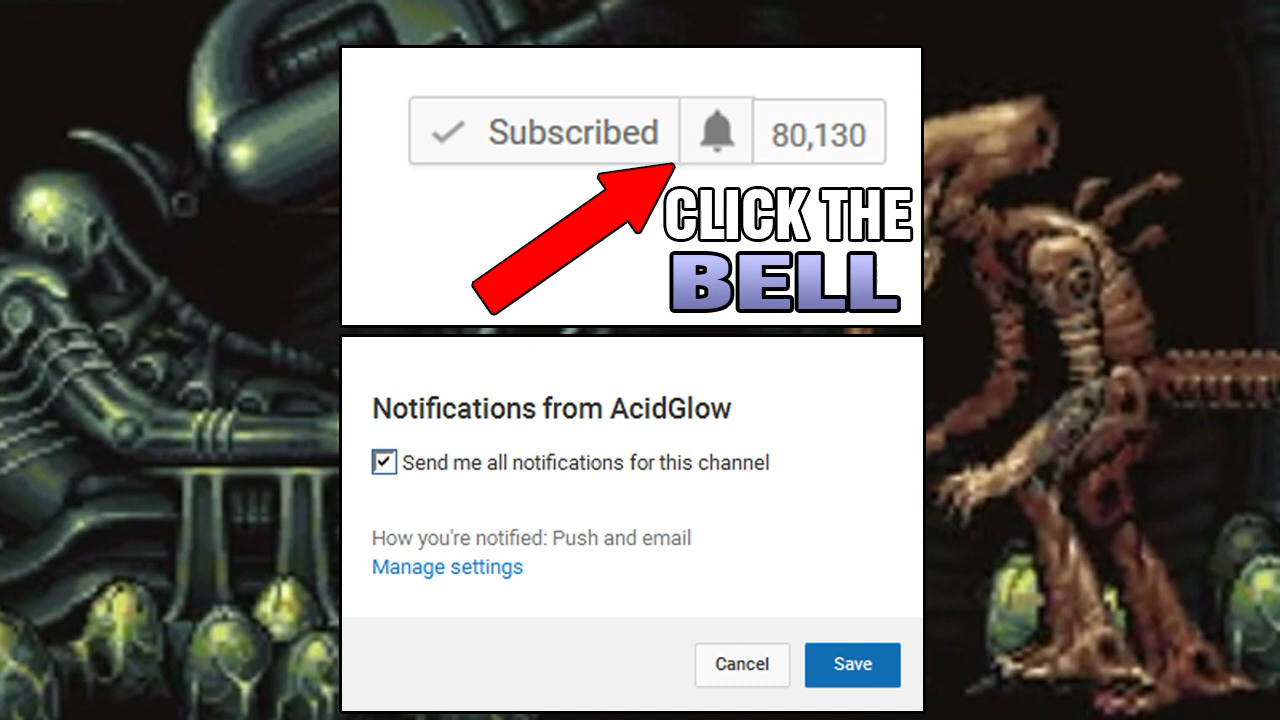 Subscribed 80,130
CLICK THE
BELL
Notifications from AcidGlow
Send me all notifications for this channel
How you're notified: Push and email
Manage settings
Cancel Save